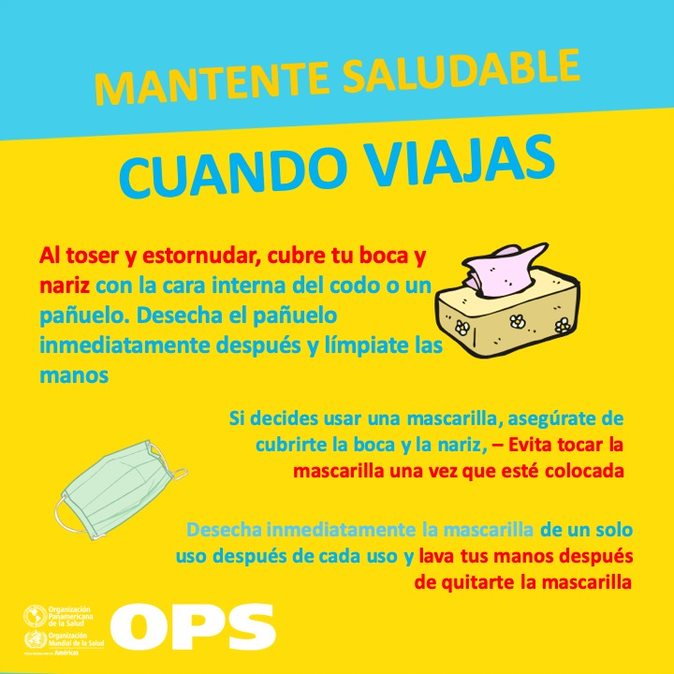 MANTENTE SALUDABLE
CUANDO VIAJAS
Al toser y estornudar, cubre tu boca y
nariz con la cara interna del codo o un
pañuelo. Desecha el pañuelo
inmediatamente después y límpiate las
manos
Si decides usar una mascarilla, asegúrate de
cubrirte la boca y la nariz, – Evita tocar la
mascarilla una vez que esté colocada
Desecha inmediatamente la mascarilla de un solo
uso después de cada uso y lava tus manos después
de quitarte la mascarilla
Organización
Panamericana
de la Salud
Organización
Mundial de la Salud
Américas
OPS